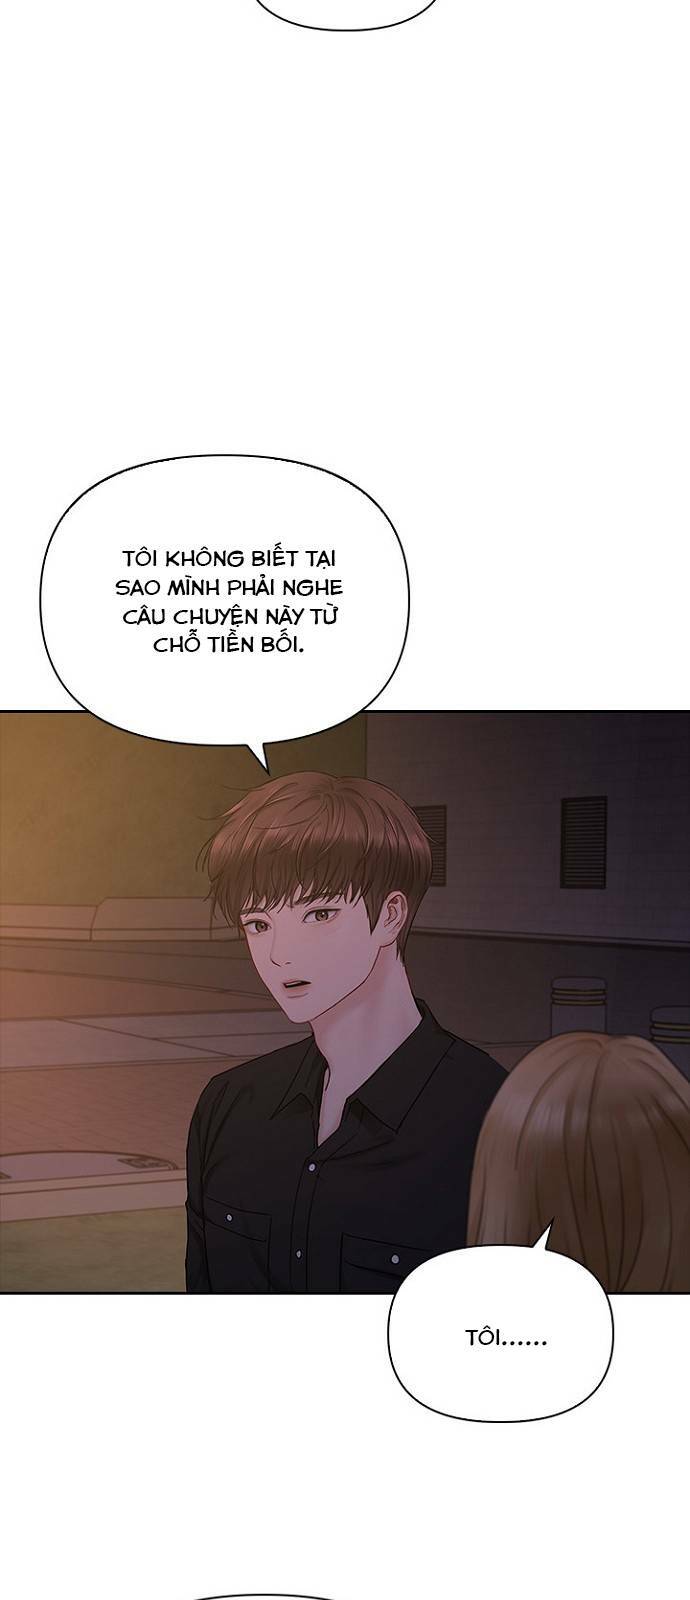 TÔI KHÔNG BIẾT TẠI
SAO MÌNH PHẢI NGHE
CÂU CHUYỆN NÀY TỪ
CHỖ TIỀN BỐI.
TÔI......